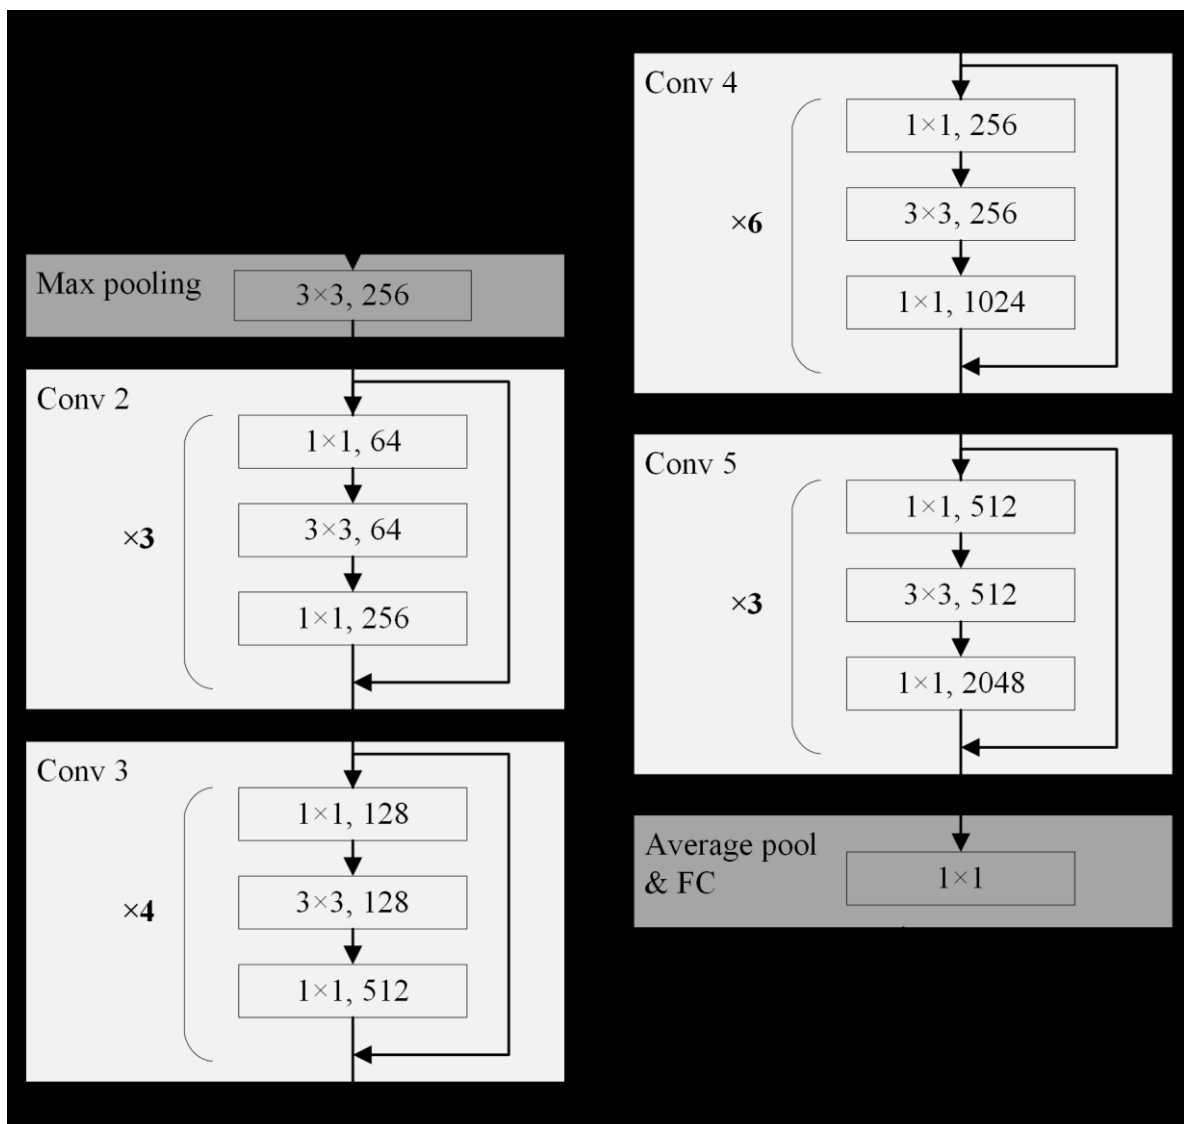 Max pooling
3×3, 256
Conv 2
1×1, 64
3×3, 64
×3
1×1, 256
Conv 3
1×1, 128
3×3, 128
×4
1×1, 512
Conv 4
1×1, 256
3×3, 256
×6
1×1, 1024
Conv 5
1×1, 512
3×3, 512
×3
1×1, 2048
Average pool
& FC
1×1